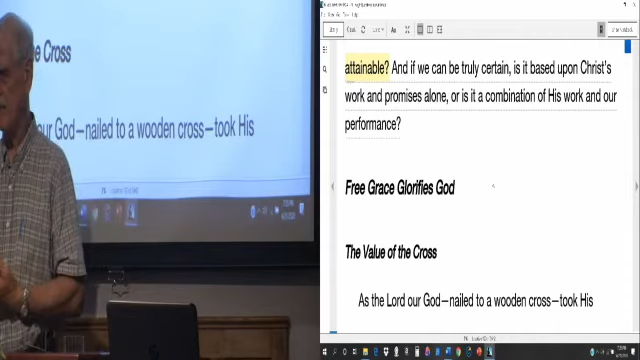 e Cross
our God—nailed to a wooden cross—took His
attainable? And if we can be truly certain, is it based upon Christ's
work and promises alone, or is it a combination of His work and our
performance?
Free Grace Glorifies God
The Value of the Cross
As the Lord our God—nailed to a wooden cross—took His